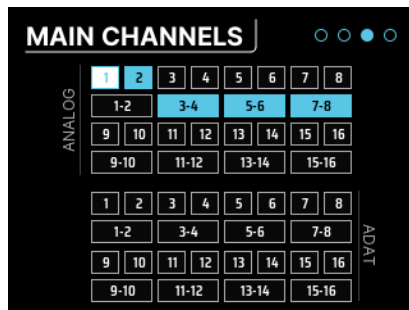 MAIN CHANNELS
ANALOG
1 2 3 4 5 6 7 8
1-2 3-4 5-6 7-8
9 10 11 12 13 14 15 16
9-10 11-12 13-14 15-16
1 2 3 4 5 6 7 8
1-2 3-4 5-6 7-8
9 10 11 12 13 14 15 16
9-10 11-12 13-14 15-16
ADAT